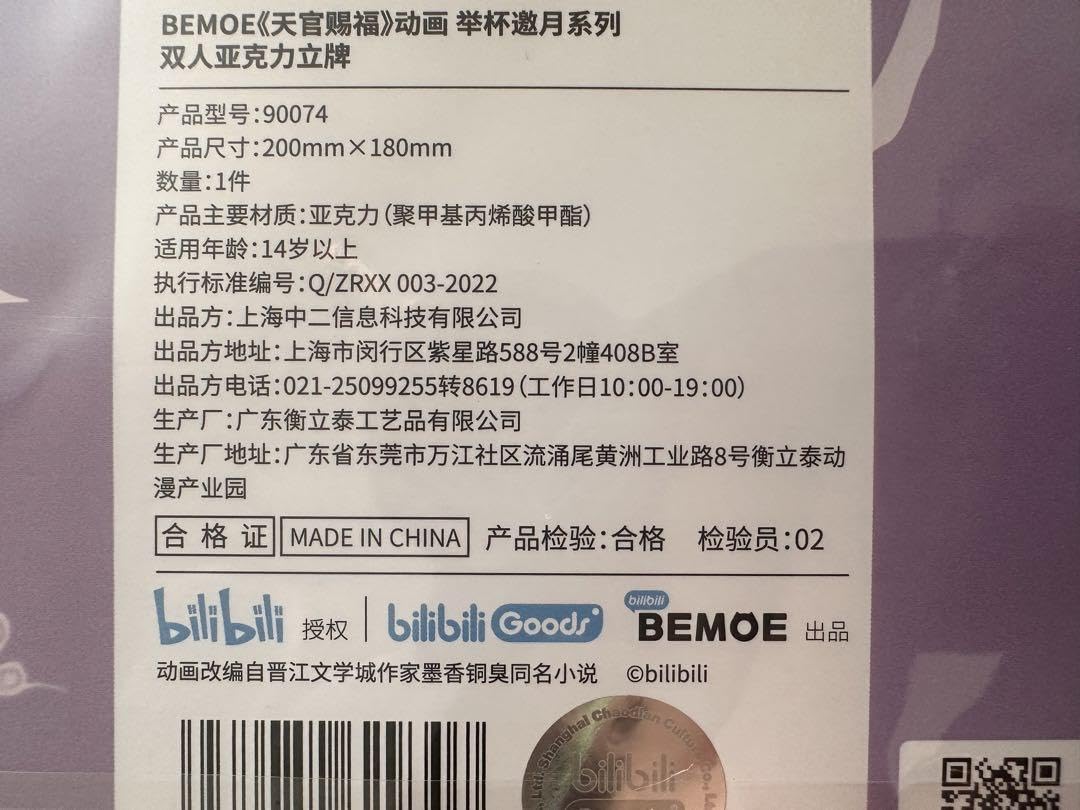 BEMOE《天官赐福》动画 举杯邀月系列
双人亚克力立牌
产品型号:90074
产品尺寸:200mm×180mm
数量:1件
产品主要材质:亚克力(聚甲基丙烯酸甲酯)
适用年龄:14岁以上
执行标准编号:Q/ZRXX 003-2022
出品方:上海中二信息科技有限公司
出品方地址:上海市闵行区紫星路588号2幢408B室
出品方电话:021-25099255转8619(工作日10:00-19:00)
生产厂:广东衡立泰工艺品有限公司
生产厂地址:广东省东莞市万江社区流涌尾黄洲工业路8号衡立泰动
漫产业园
合格证 MADE IN CHINA 产品检验:合格 检验员:02
bilibili 授权 bilibili Goods bilibili BEMOE 出品
动画改编自晋江文学城作家墨香铜臭同名小说 ©bilibili
Ltd. Shanghai Chaodian Culture Co., Ltd.
bilibili